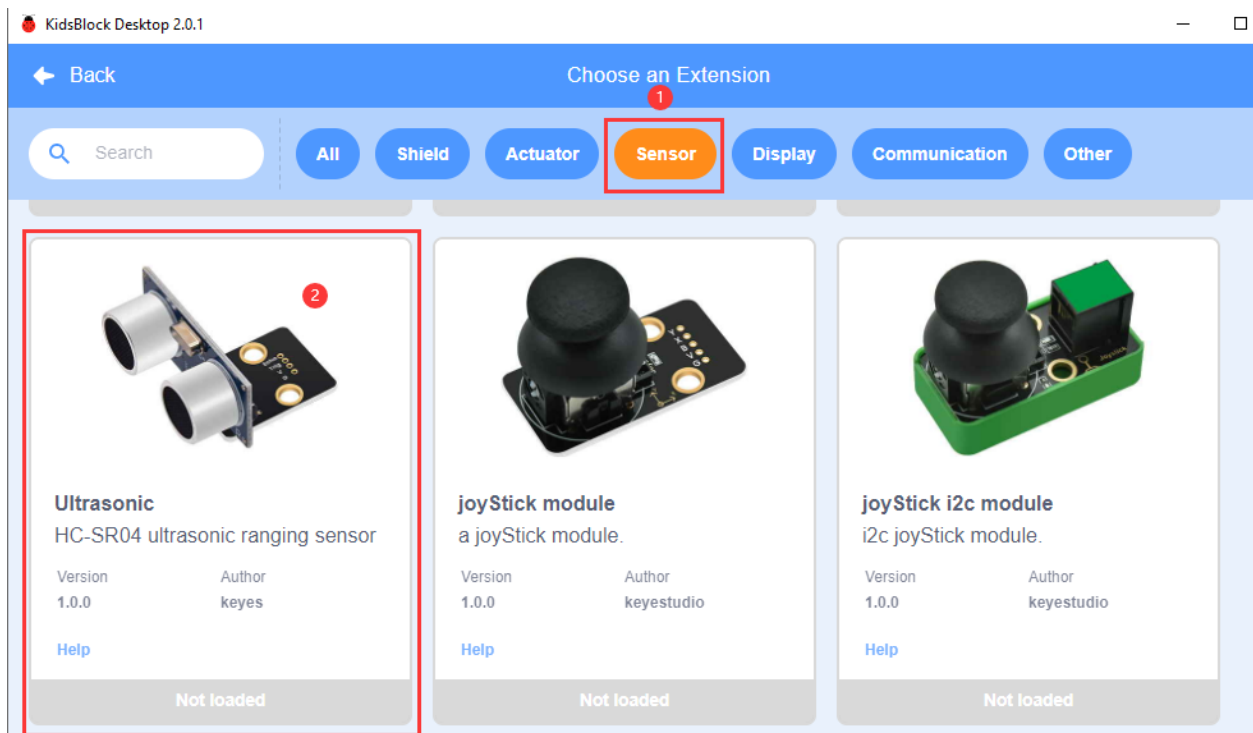 KidsBlock Desktop 2.0.1
Back
Choose an Extension
1
Search
All
Shield
Actuator
Sensor
Display
Communication
Other
2
Ultrasonic
HC-SR04 ultrasonic ranging sensor
Version Author
1.0.0 keyes
Help
Not loaded
joyStick module
a joyStick module.
Version Author
1.0.0 keyestudio
Help
Not loaded
joyStick i2c module
i2c joyStick module.
Version Author
1.0.0 keyestudio
Help
Not loaded